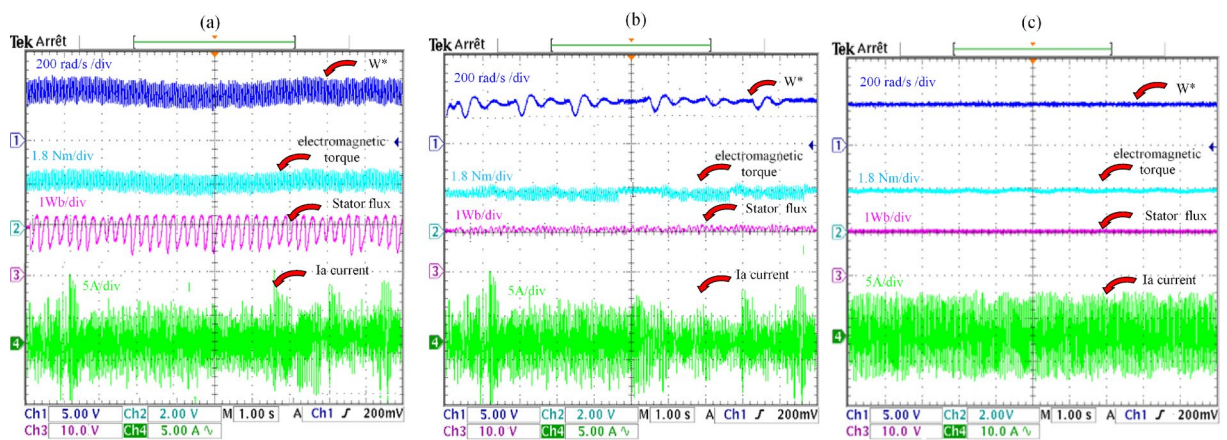 (a)
Tek Arrêt
200 rad/s /div
W*
1
electromagnetic
torque
1.8 Nm/div
Stator flux
1Wb/div
2
3
Ia current
5A/div
4
Ch1 5.00 V Ch2 2.00 V M 1.00 s A Ch1 200mV
Ch3 10.0 V Ch4 5.00 A
(b)
Tek Arrêt
200 rad/s /div
W*
1
electromagnetic
torque
1.8 Nm/div
Stator flux
1Wb/div
2
3
Ia current
5A/div
4
Ch1 5.00 V Ch2 2.00 V M 1.00 s A Ch1 200mV
Ch3 10.0 V Ch4 5.00 A
(c)
Tek Arrêt
200 rad/s /div
W*
1
electromagnetic
torque
1.8 Nm/div
Stator flux
1Wb/div
2
3
Ia current
5A/div
4
Ch1 5.00 V Ch2 2.00 V M 1.00 s A Ch1 200mV
Ch3 10.0 V Ch4 10.0 A